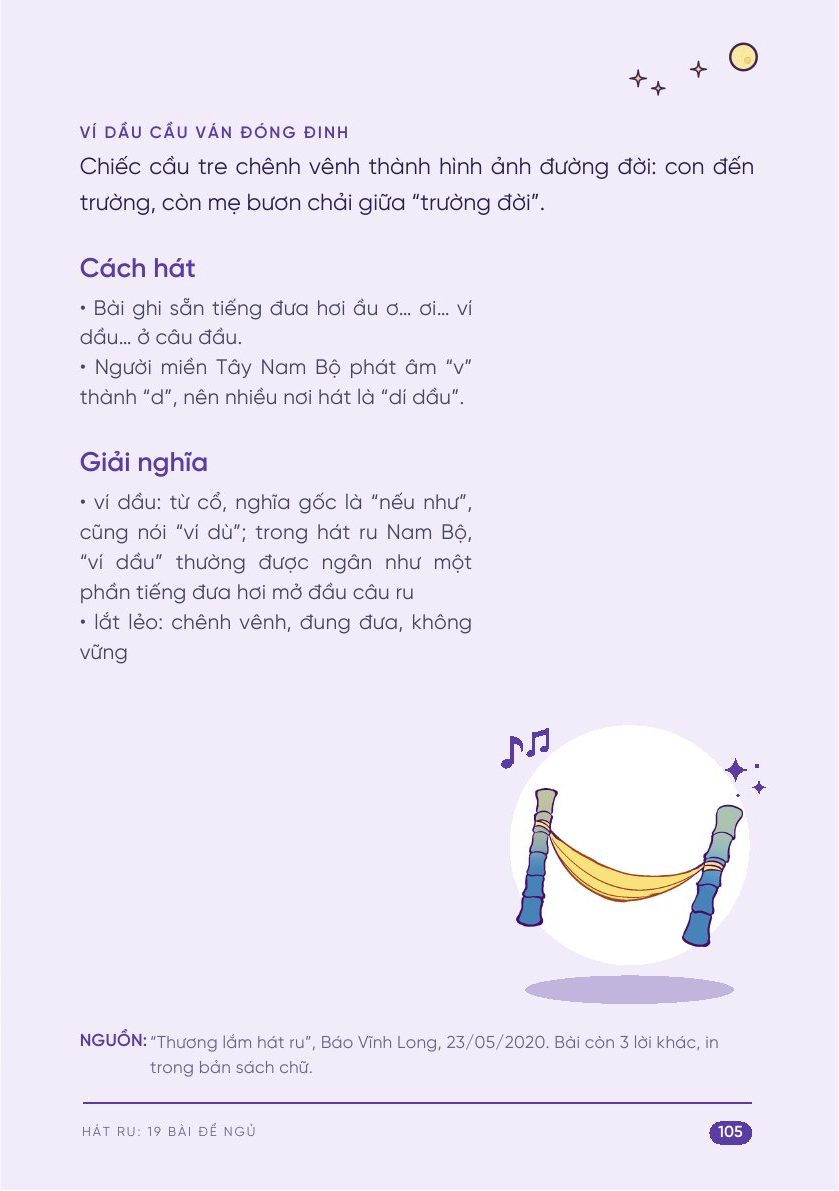 VÍ DẦU CẦU VÁN ĐÓNG ĐINH
Chiếc cầu tre chênh vênh thành hình ảnh đường đời: con đến
trường, còn mẹ bươn chải giữa “trường đời”.
Cách hát
• Bài ghi sẵn tiếng đưa hơi ầu ơ… ơi… ví
dầu… ở câu đầu.
• Người miền Tây Nam Bộ phát âm “v”
thành “d”, nên nhiều nơi hát là “dí dầu”.
Giải nghĩa
• ví dầu: từ cổ, nghĩa gốc là “nếu như”,
cũng nói “ví dù”; trong hát ru Nam Bộ,
“ví dầu” thường được ngân như một
phần tiếng đưa hơi mở đầu câu ru
• lắt lẻo: chênh vênh, đung đưa, không
vững
NGUỒN: “Thương lắm hát ru”, Báo Vĩnh Long, 23/05/2020. Bài còn 3 lời khác, in
trong bản sách chữ.
HÁT RU: 19 BÀI ĐỂ NGỦ
105